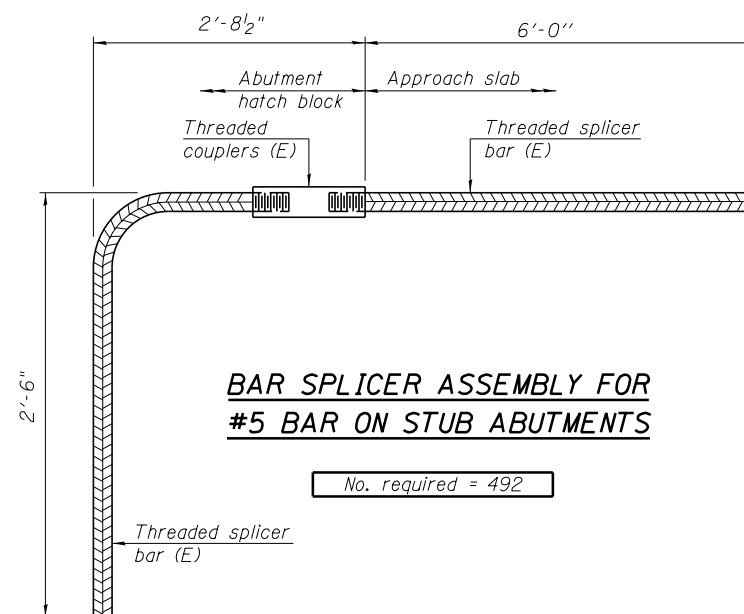 2'-8½"
6'-0"
Abutment
hatch block
Approach slab
Threaded
couplers (E)
Threaded splicer
bar (E)
2'-6"
BAR SPLICER ASSEMBLY FOR
#5 BAR ON STUB ABUTMENTS
No. required = 492
Threaded splicer
bar (E)